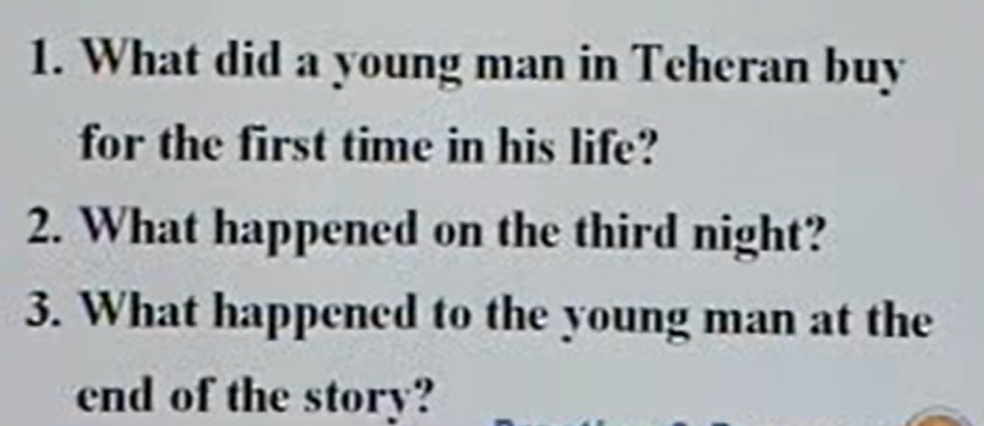 1. What did a young man in Teheran buy
for the first time in his life?
2. What happened on the third night?
3. What happened to the young man at the
end of the story?